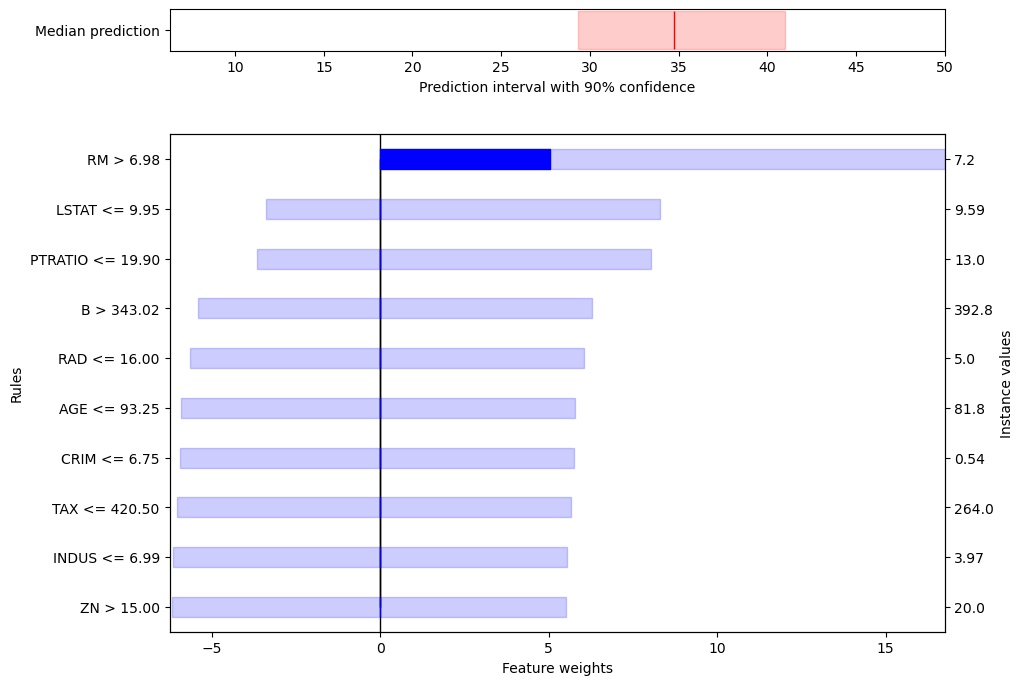 Median prediction
10 15 20 25 30 35 40 45 50
Prediction interval with 90% confidence
Rules
RM > 6.98 7.2
LSTAT <= 9.95 9.59
PTRATIO <= 19.90 13.0
B > 343.02 392.8
RAD <= 16.00 5.0
AGE <= 93.25 81.8
CRIM <= 6.75 0.54
TAX <= 420.50 264.0
INDUS <= 6.99 3.97
ZN > 15.00 20.0
Instance values
−5 0 5 10 15
Feature weights